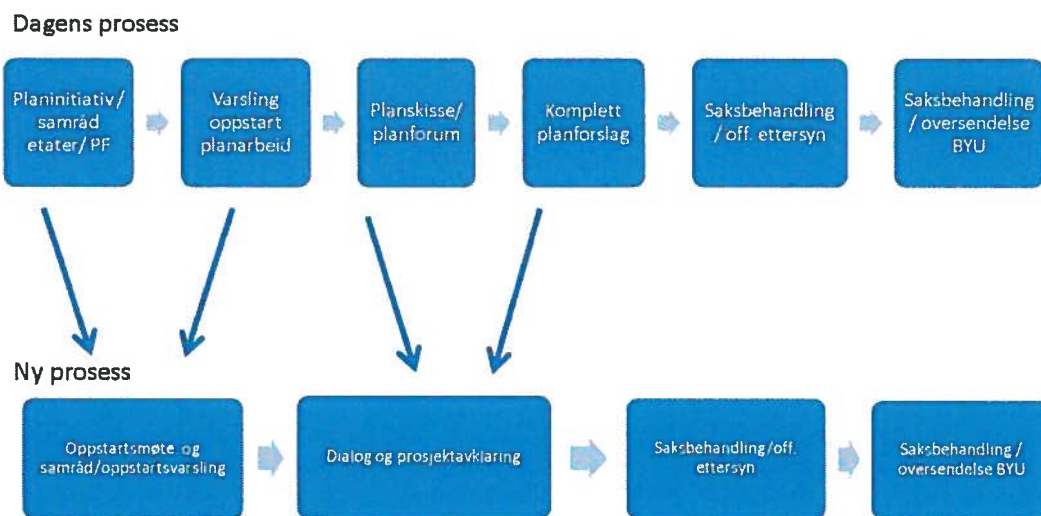 Dagens prosess
Planinitiativ/
samråd
etater/ PF
Varsling
oppstart
planarbeid
Planskisse/
planforum
Komplett
planforslag
Saksbehandling
/ off. ettersyn
Saksbehandling
/ oversendelse
BYU
Ny prosess
Oppstartsmøte og
samråd/oppstartsvarsling
Dialog og prosjektavklaring
Saksbehandling/off.
ettersyn
Saksbehandling /
oversendelse BYU